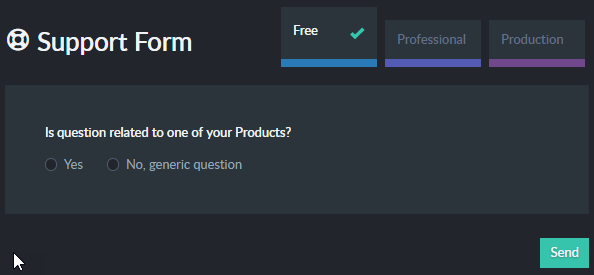 Support Form
Free
Professional
Production
Is question related to one of your Products?
Yes
No, generic question
Send